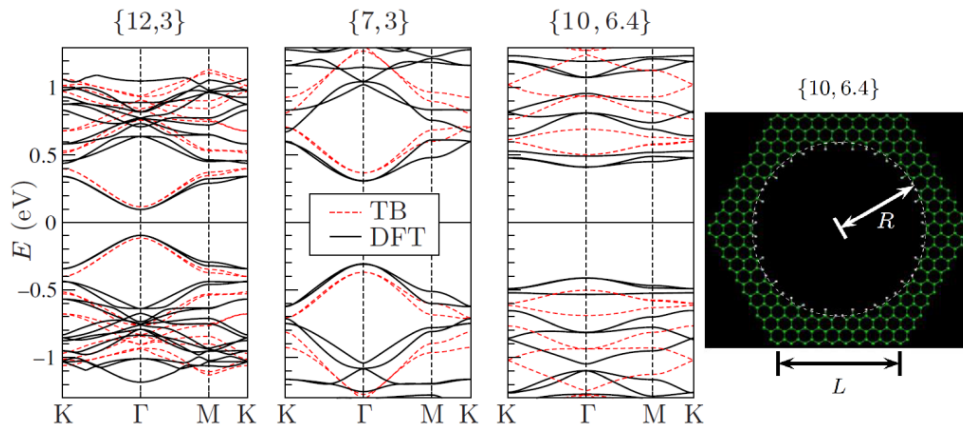 {12,3}
{7,3}
{10,6.4}
{10,6.4}
E (eV)
1
0.5
0
−0.5
−1
TB
DFT
K Γ M K
K Γ M K
K Γ M K
R
L